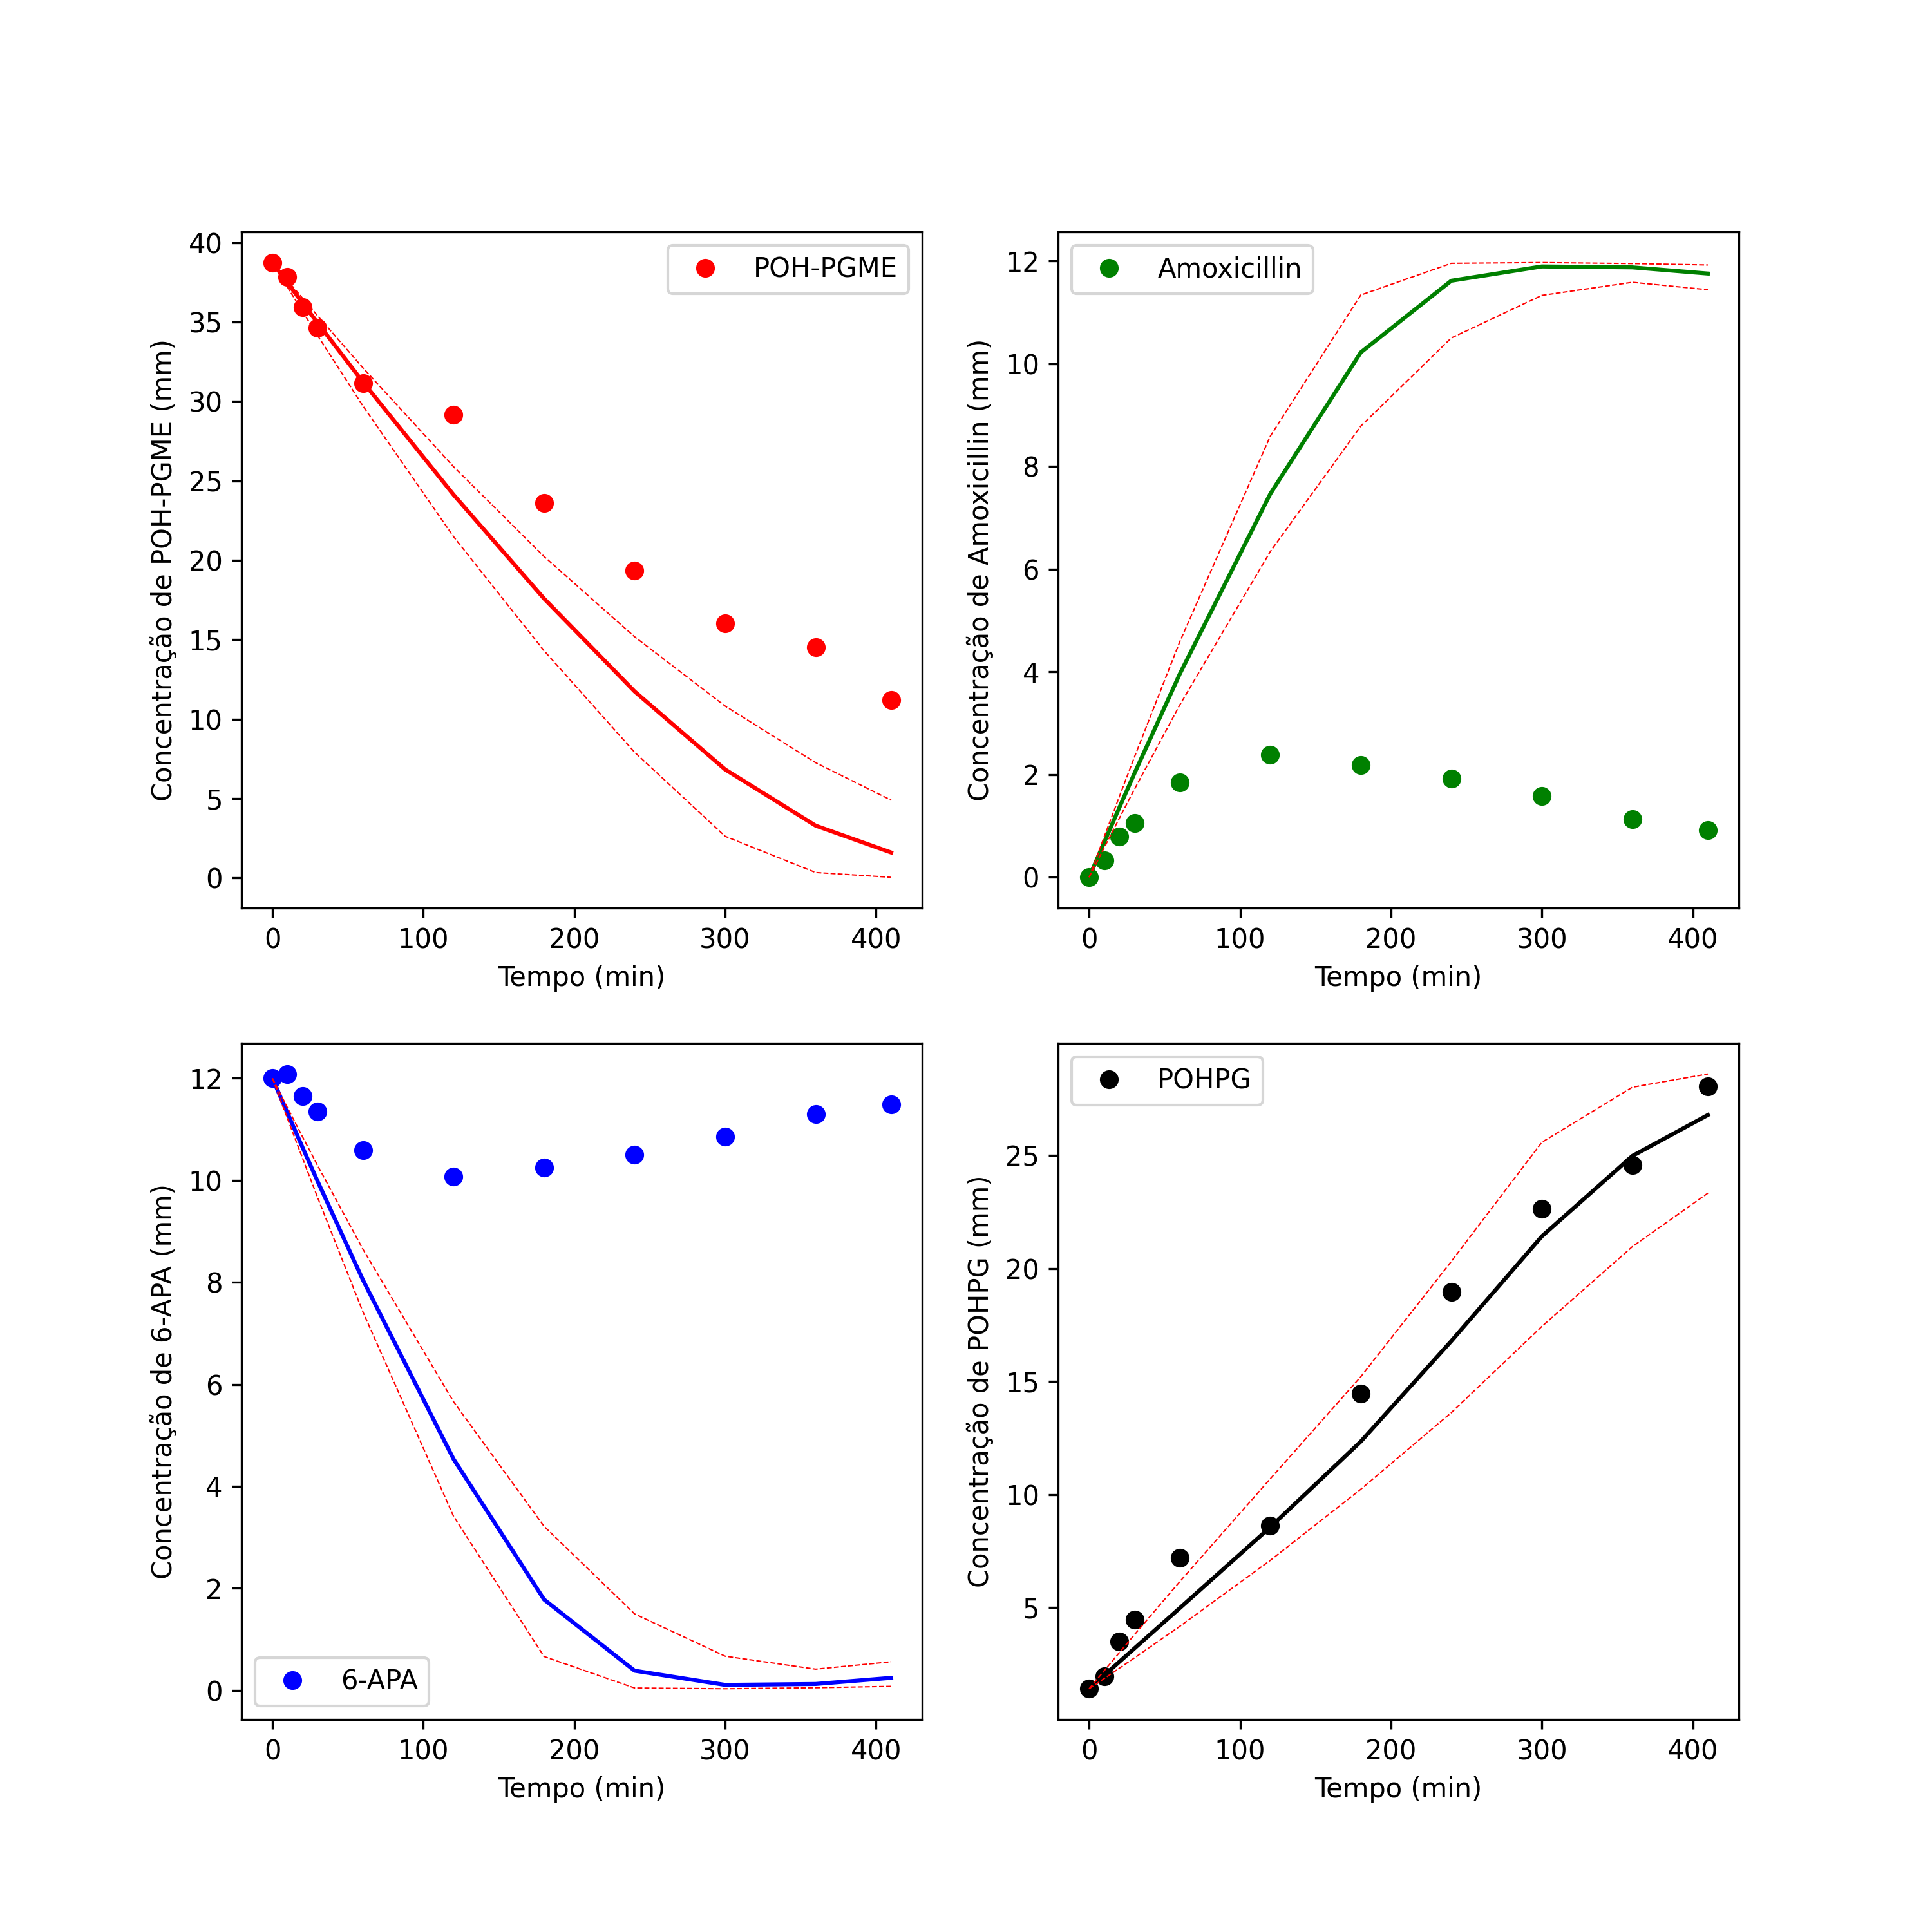 POH-PGME
40
35
30
25
20
15
10
5
0
Concentração de POH-PGME (mm)
0 100 200 300 400
Tempo (min)
Amoxicillin
12
10
8
6
4
2
0
Concentração de Amoxicillin (mm)
0 100 200 300 400
Tempo (min)
12
10
8
6
4
2
0
Concentração de 6-APA (mm)
6-APA
0 100 200 300 400
Tempo (min)
POHPG
25
20
15
10
5
Concentração de POHPG (mm)
0 100 200 300 400
Tempo (min)